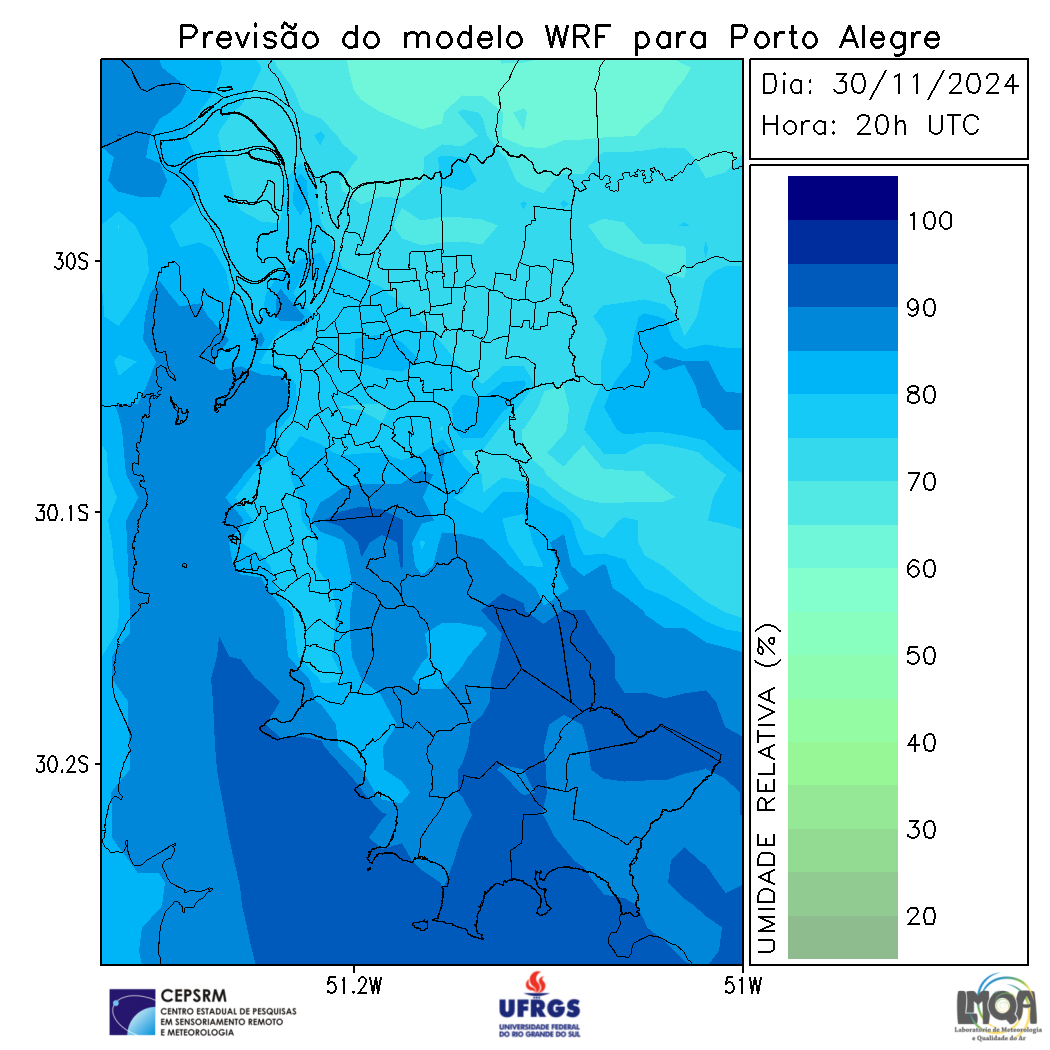 Previsão do modelo WRF para Porto Alegre
Dia: 30/11/2024
Hora: 20h UTC
30S
30.1S
30.2S
51.2W
51W
100
90
80
70
60
50
40
30
20
UMIDADE RELATIVA (%)
CEPSRM
CENTRO ESTADUAL DE PESQUISAS
EM SENSORIAMENTO REMOTO
E METEOROLOGIA
UFRGS
UNIVERSIDADE FEDERAL
DO RIO GRANDE DO SUL
LMQA
Laboratório de Meteorologia
e Qualidade do Ar